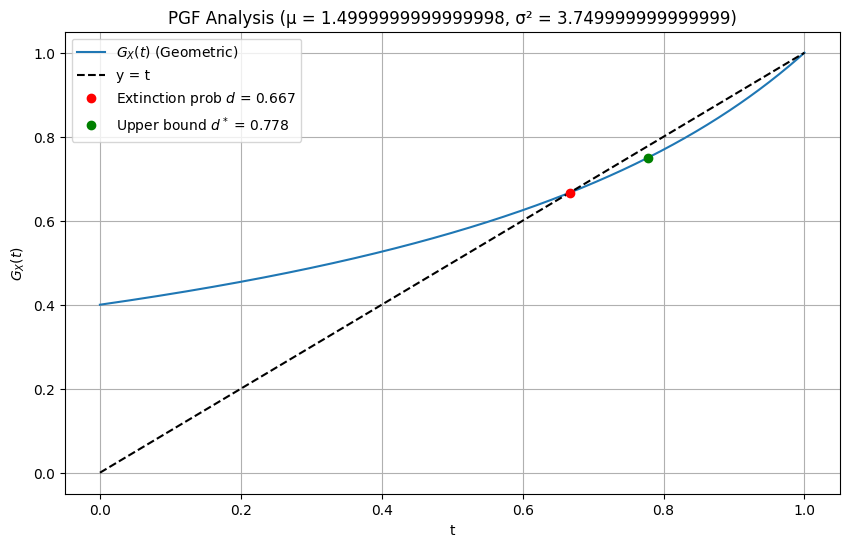 PGF Analysis (μ = 1.4999999999999998, σ² = 3.749999999999999)
G_X(t) (Geometric)
y = t
Extinction prob d = 0.667
Upper bound d* = 0.778
G_X(t)
1.0
0.8
0.6
0.4
0.2
0.0
0.0 0.2 0.4 0.6 0.8 1.0
t